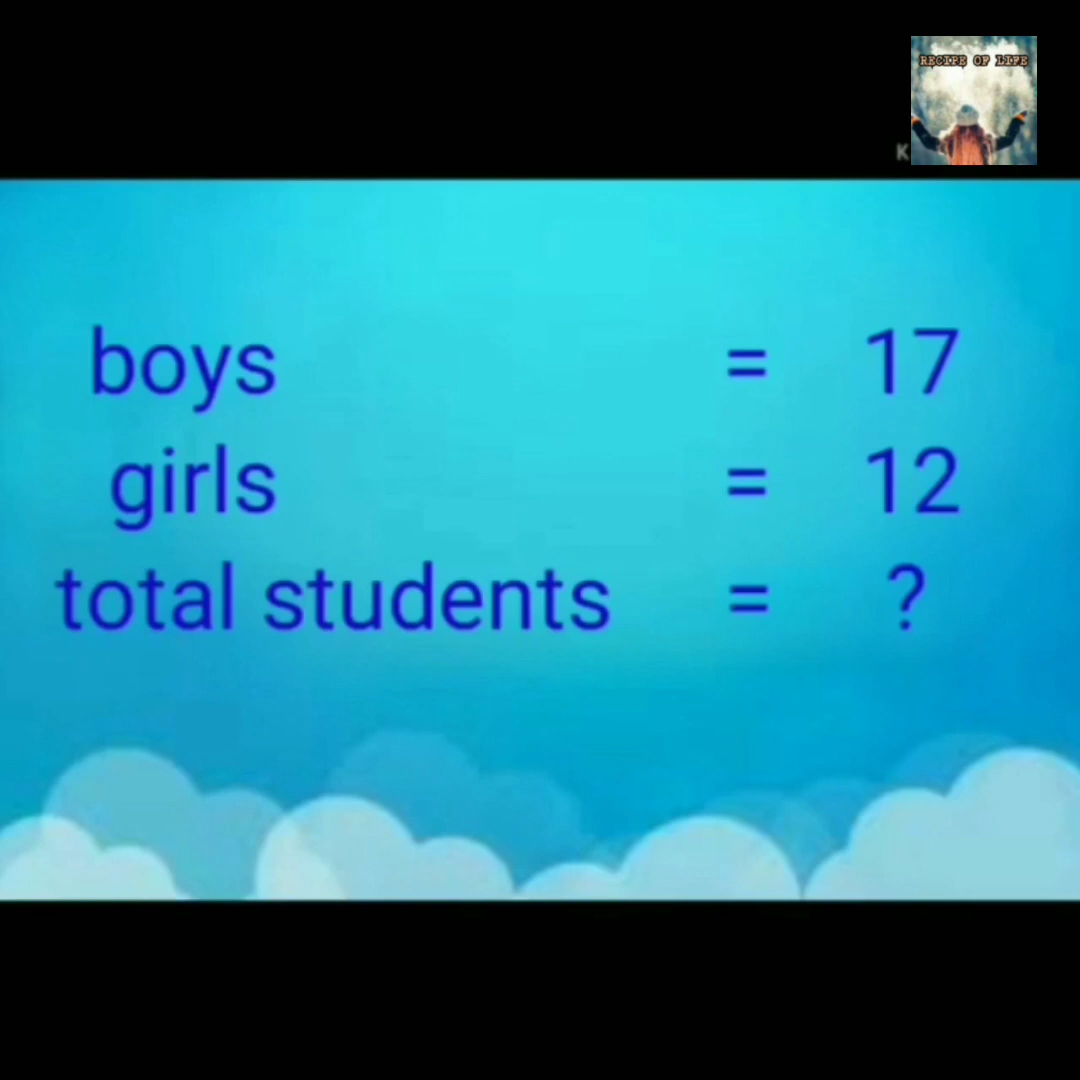 RECIPE OF LIFE
K
boys = 17
girls = 12
total students = ?